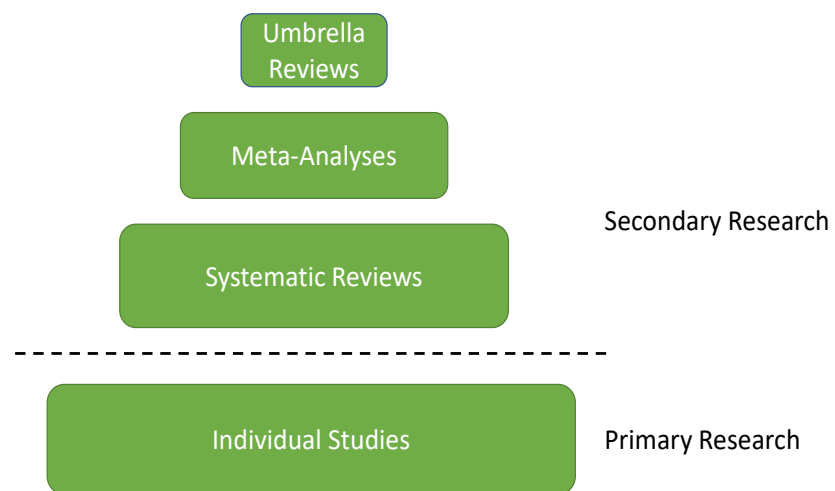 Umbrella
Reviews
Meta-Analyses
Secondary Research
Systematic Reviews
Individual Studies
Primary Research